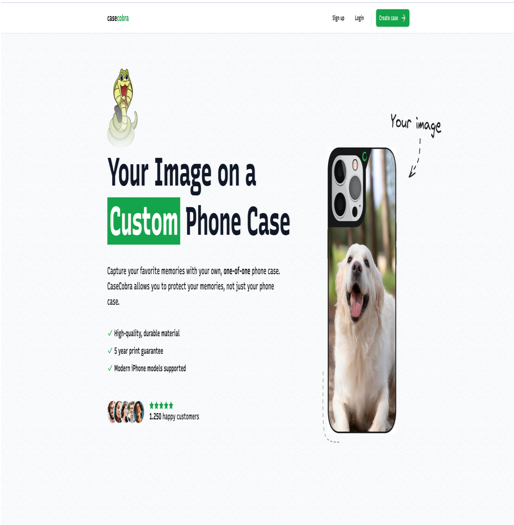 casecobra
Sign up
Login
Create case
Your image
Your Image on a
Custom Phone Case
Capture your favorite memories with your own, one-of-one phone case.
CaseCobra allows you to protect your memories, not just your phone
case.
✓ High-quality, durable material
✓ 5 year print guarantee
✓ Modern iPhone models supported
1.250 happy customers